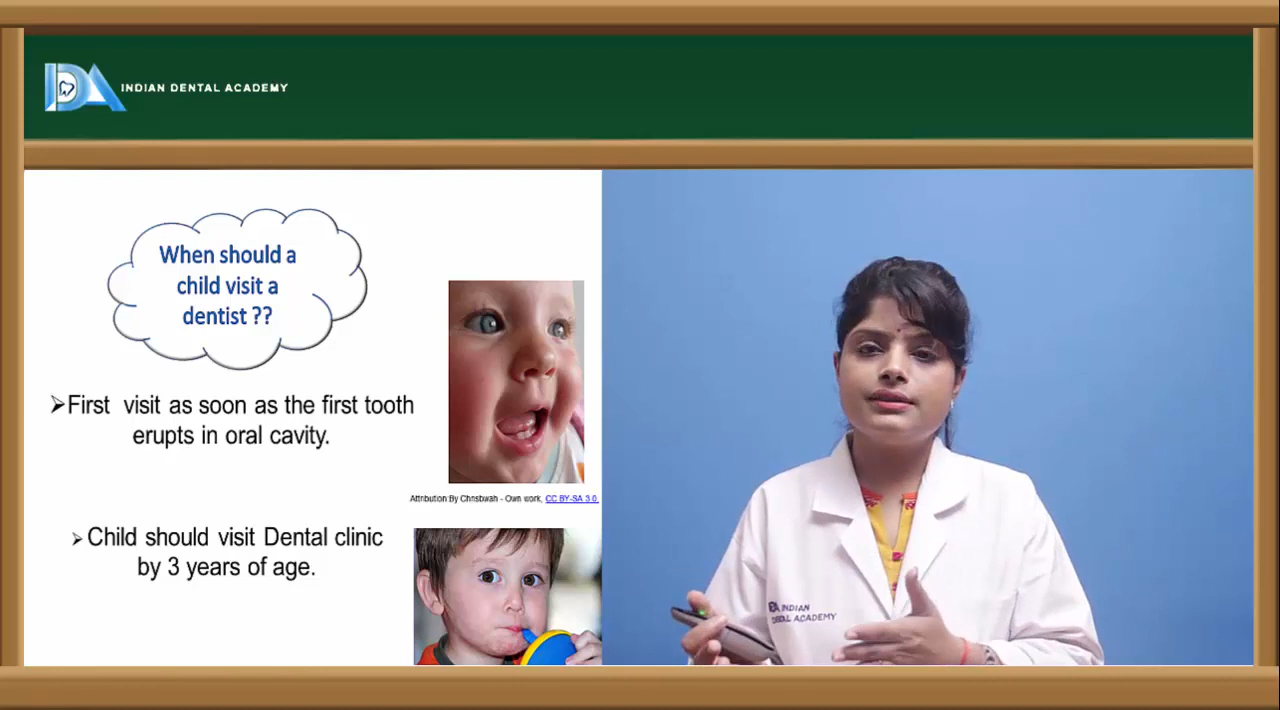 IDA INDIAN DENTAL ACADEMY
When should a
child visit a
dentist ??
➢First visit as soon as the first tooth
erupts in oral cavity.
Attribution By Chrisbwah - Own work, CC BY-SA 3.0
➢ Child should visit Dental clinic
by 3 years of age.
INDIAN
DENTAL ACADEMY